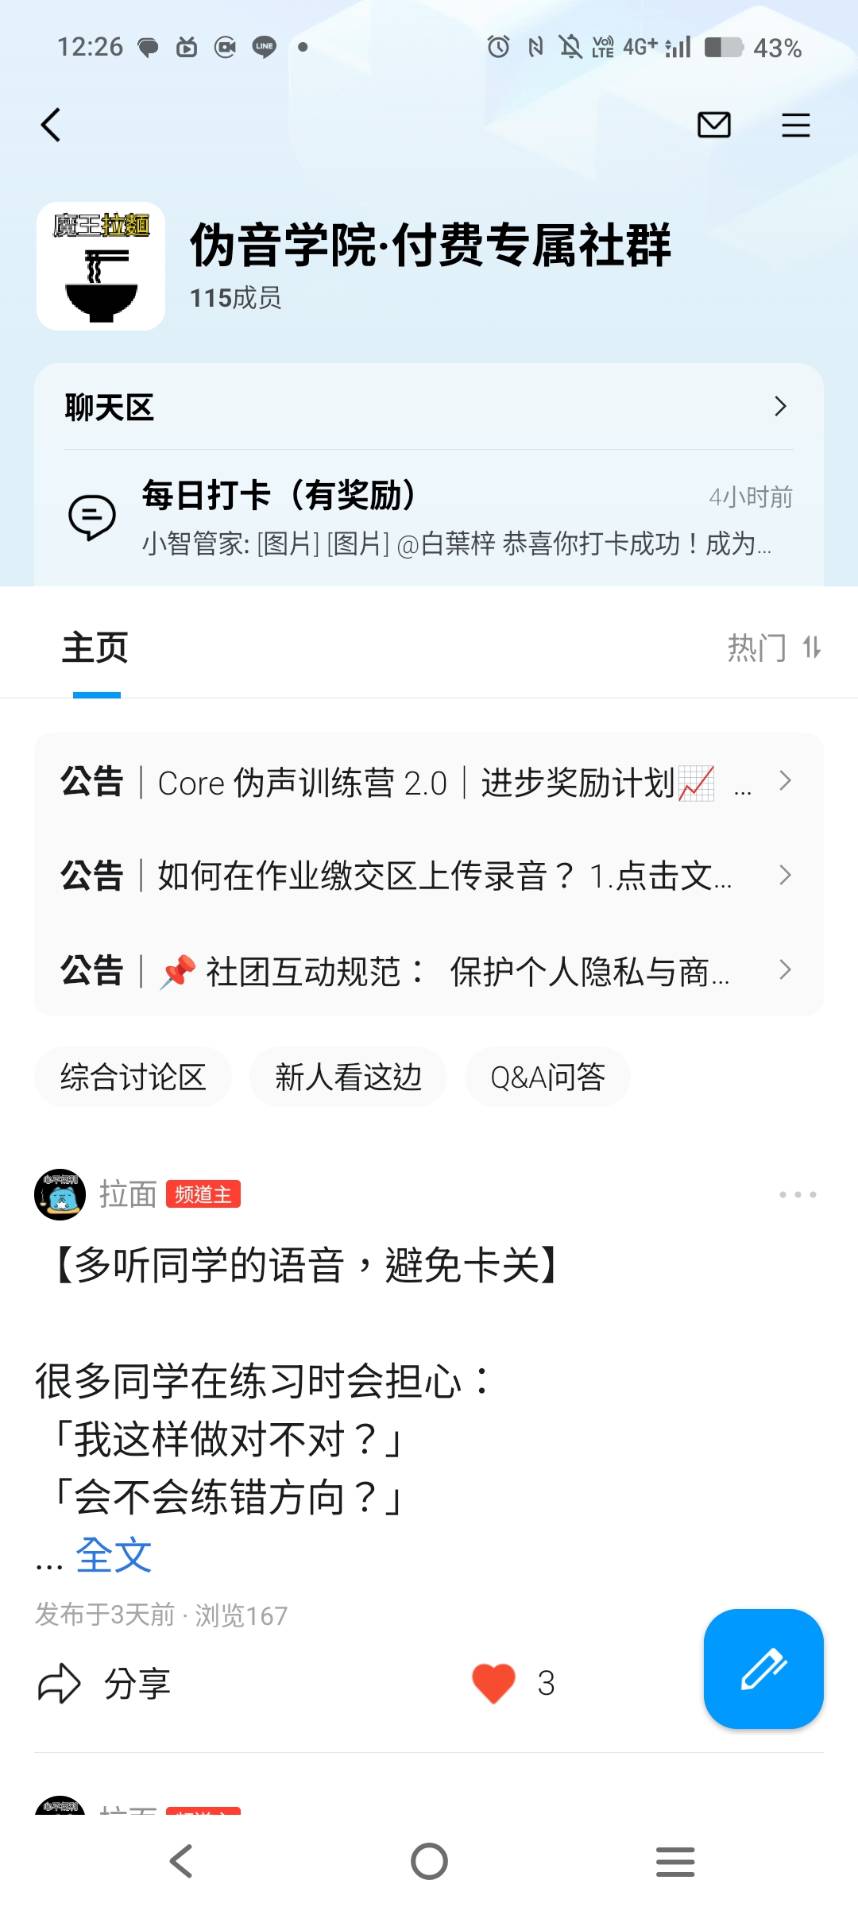 12:26
LINE
VoLTE 4G+ 43%
魔王拉麵
伪音学院·付费专属社群
115成员
聊天区
每日打卡（有奖励）
4小时前
小智管家: [图片] [图片] @白葉梓 恭喜你打卡成功！成为...
主页
热门
公告｜Core 伪声训练营 2.0｜进步奖励计划📈 ...
公告｜如何在作业缴交区上传录音？ 1.点击文...
公告｜📌 社团互动规范： 保护个人隐私与商...
综合讨论区
新人看这边
Q&A问答
拉面 频道主
【多听同学的语音，避免卡关】
很多同学在练习时会担心：
「我这样做对不对？」
「会不会练错方向？」
... 全文
发布于3天前 · 浏览167
分享
3
拉面 频道主